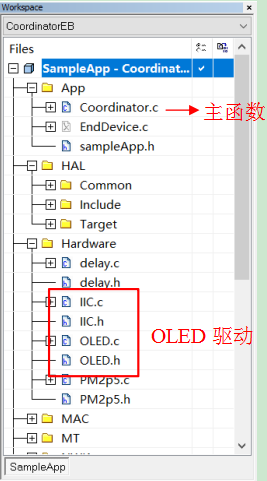 Workspace
CoordinatorEB
Files
SampleApp - Coordinat...
App
Coordinator.c
主函数
EndDevice.c
sampleApp.h
HAL
Common
Include
Target
Hardware
delay.c
delay.h
IIC.c
IIC.h
OLED.c
OLED 驱动
OLED.h
PM2p5.c
PM2p5.h
MAC
MT
SampleApp